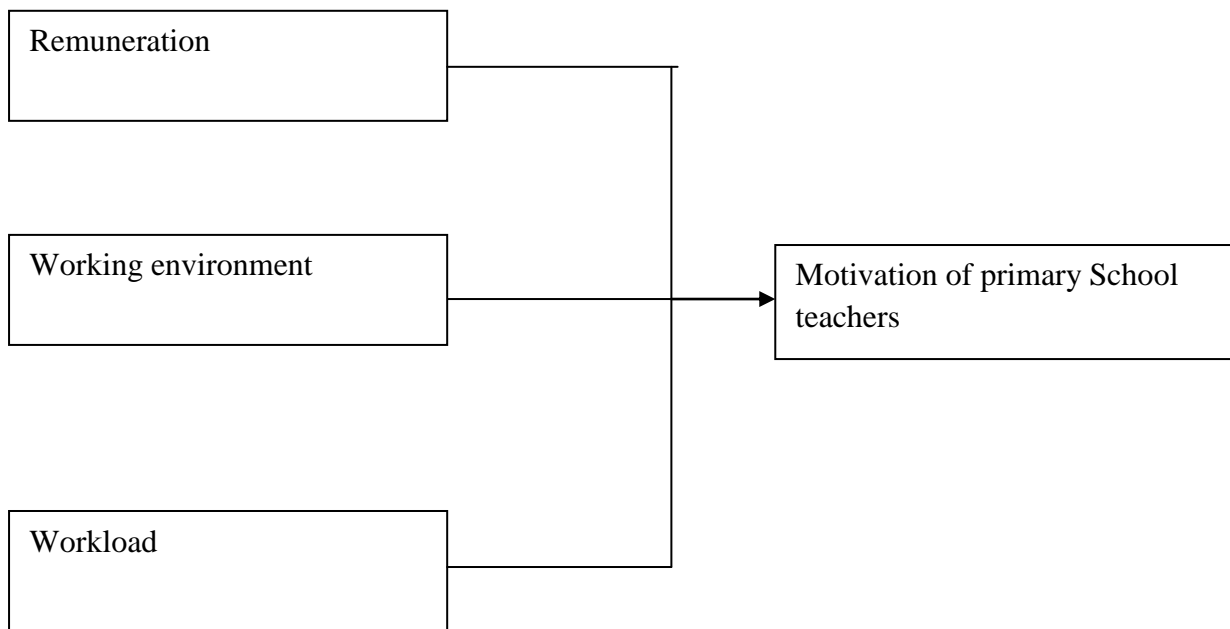 Remuneration
Working environment
Motivation of primary School
teachers
Workload